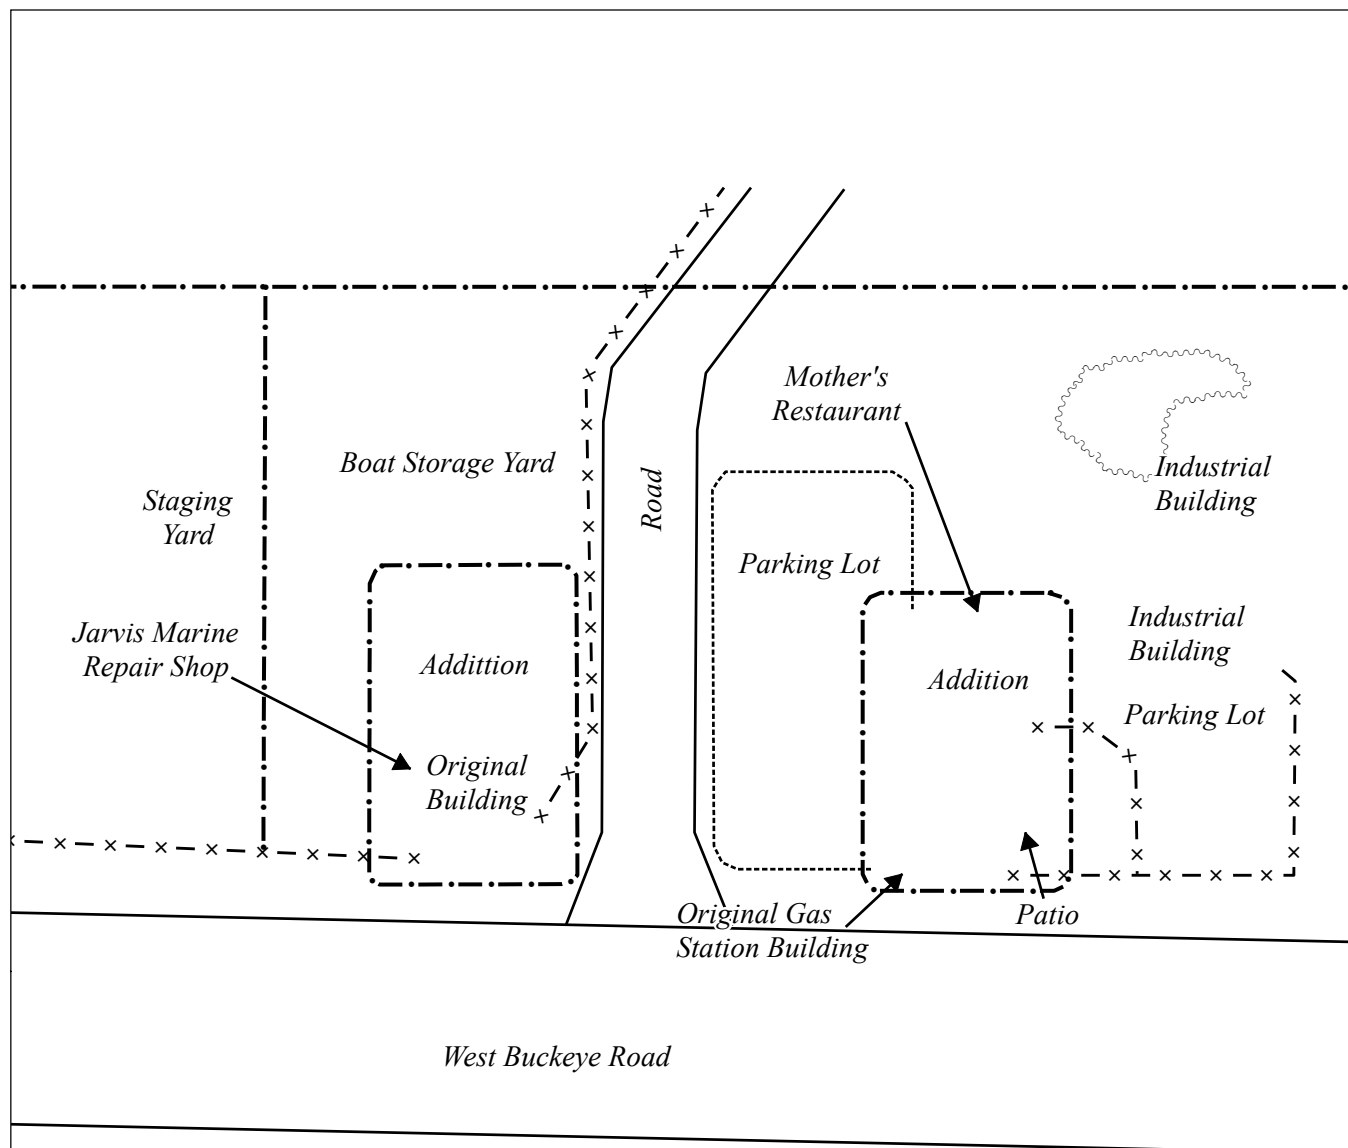 Mother's
Restaurant
Boat Storage Yard
Industrial
Building
Staging
Yard
Road
Parking Lot
Jarvis Marine
Repair Shop
Addittion
Addition
Industrial
Building
Parking Lot
Original
Building
Original Gas
Station Building
Patio
West Buckeye Road